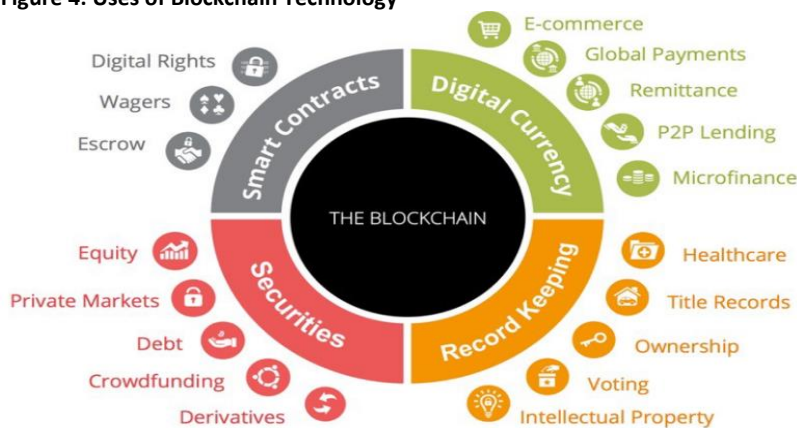 Figure 4: Uses of Blockchain Technology
Smart Contracts
Digital Rights
Wagers
Escrow
Digital Currency
E-commerce
Global Payments
Remittance
P2P Lending
Microfinance
THE BLOCKCHAIN
Securities
Equity
Private Markets
Debt
Crowdfunding
Derivatives
Record Keeping
Healthcare
Title Records
Ownership
Voting
Intellectual Property